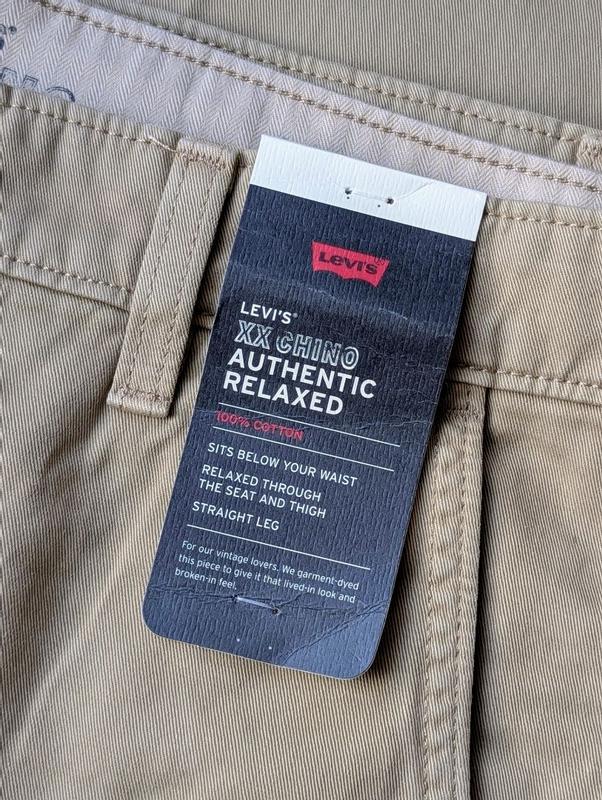 Levi's
LEVI'S®
XX CHINO
AUTHENTIC
RELAXED
100% COTTON
SITS BELOW YOUR WAIST
RELAXED THROUGH
THE SEAT AND THIGH
STRAIGHT LEG
For our vintage lovers. We garment-dyed
this piece to give it that lived-in look and
broken-in feel.